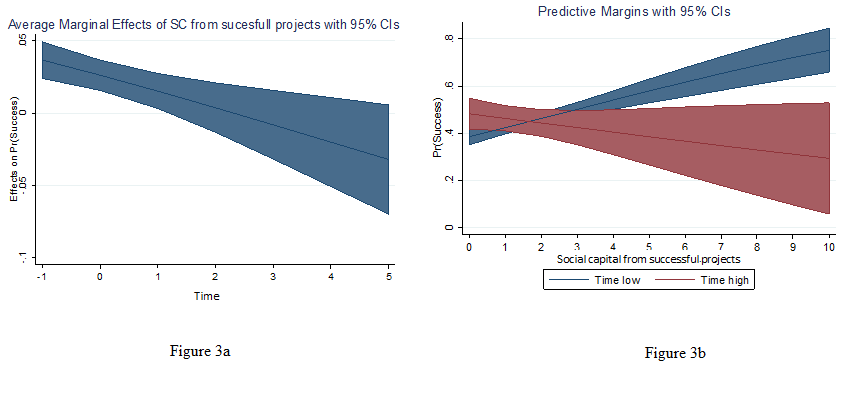 Average Marginal Effects of SC from sucesfull projects with 95% CIs
Effects on Pr(Success)
.05
0
-.05
-.1
-1 0 1 2 3 4 5
Time
Figure 3a
Predictive Margins with 95% CIs
Pr(Success)
.8
.6
.4
.2
0
0 1 2 3 4 5 6 7 8 9 10
Social capital from successful.projects
Time low Time high
Figure 3b